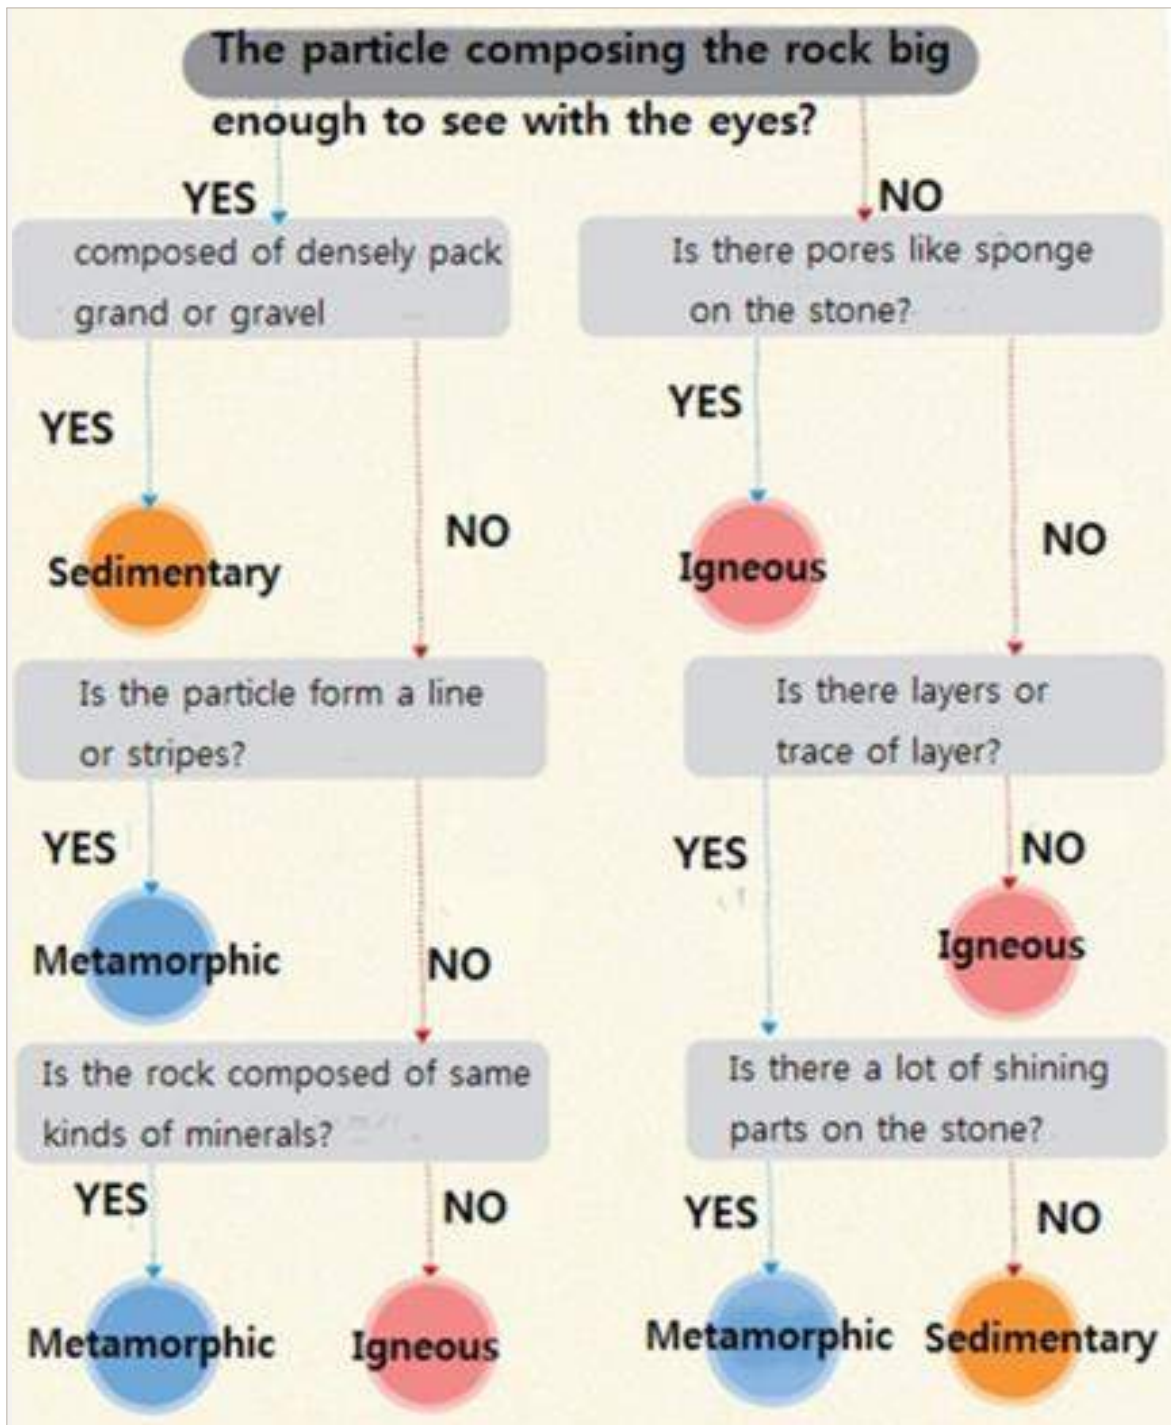 The particle composing the rock big
enough to see with the eyes?
YES
NO
composed of densely pack
grand or gravel
Is there pores like sponge
on the stone?
YES
YES
Sedimentary
NO
Igneous
NO
Is the particle form a line
or stripes?
Is there layers or
trace of layer?
YES
YES
NO
Metamorphic
NO
Igneous
Is the rock composed of same
kinds of minerals?
Is there a lot of shining
parts on the stone?
YES
NO
YES
NO
Metamorphic
Igneous
Metamorphic
Sedimentary